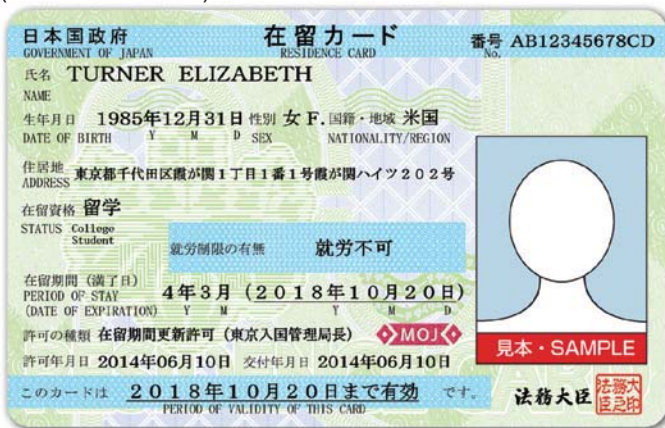 日本国政府 在留カード 番号 AB12345678CD
GOVERNMENT OF JAPAN RESIDENCE CARD No.
氏名 TURNER ELIZABETH
NAME
生年月日 1985年12月31日 性別 女 F. 国籍・地域 米国
DATE OF BIRTH Y M D SEX NATIONALITY/REGION
住居地 東京都千代田区霞が関1丁目1番1号霞が関ハイツ202号
ADDRESS
在留資格 留学
STATUS College
Student
就労制限の有無 就労不可
在留期間(満了日)
PERIOD OF STAY 4年3月(2018年10月20日)
(DATE OF EXPIRATION) Y M Y M D
許可の種類 在留期間更新許可(東京入国管理局長) MOJ
見本・SAMPLE
許可年月日 2014年06月10日 交付年月日 2014年06月10日
このカードは 2018年10月20日まで有効 です。
PERIOD OF VALIDITY OF THIS CARD
法務大臣